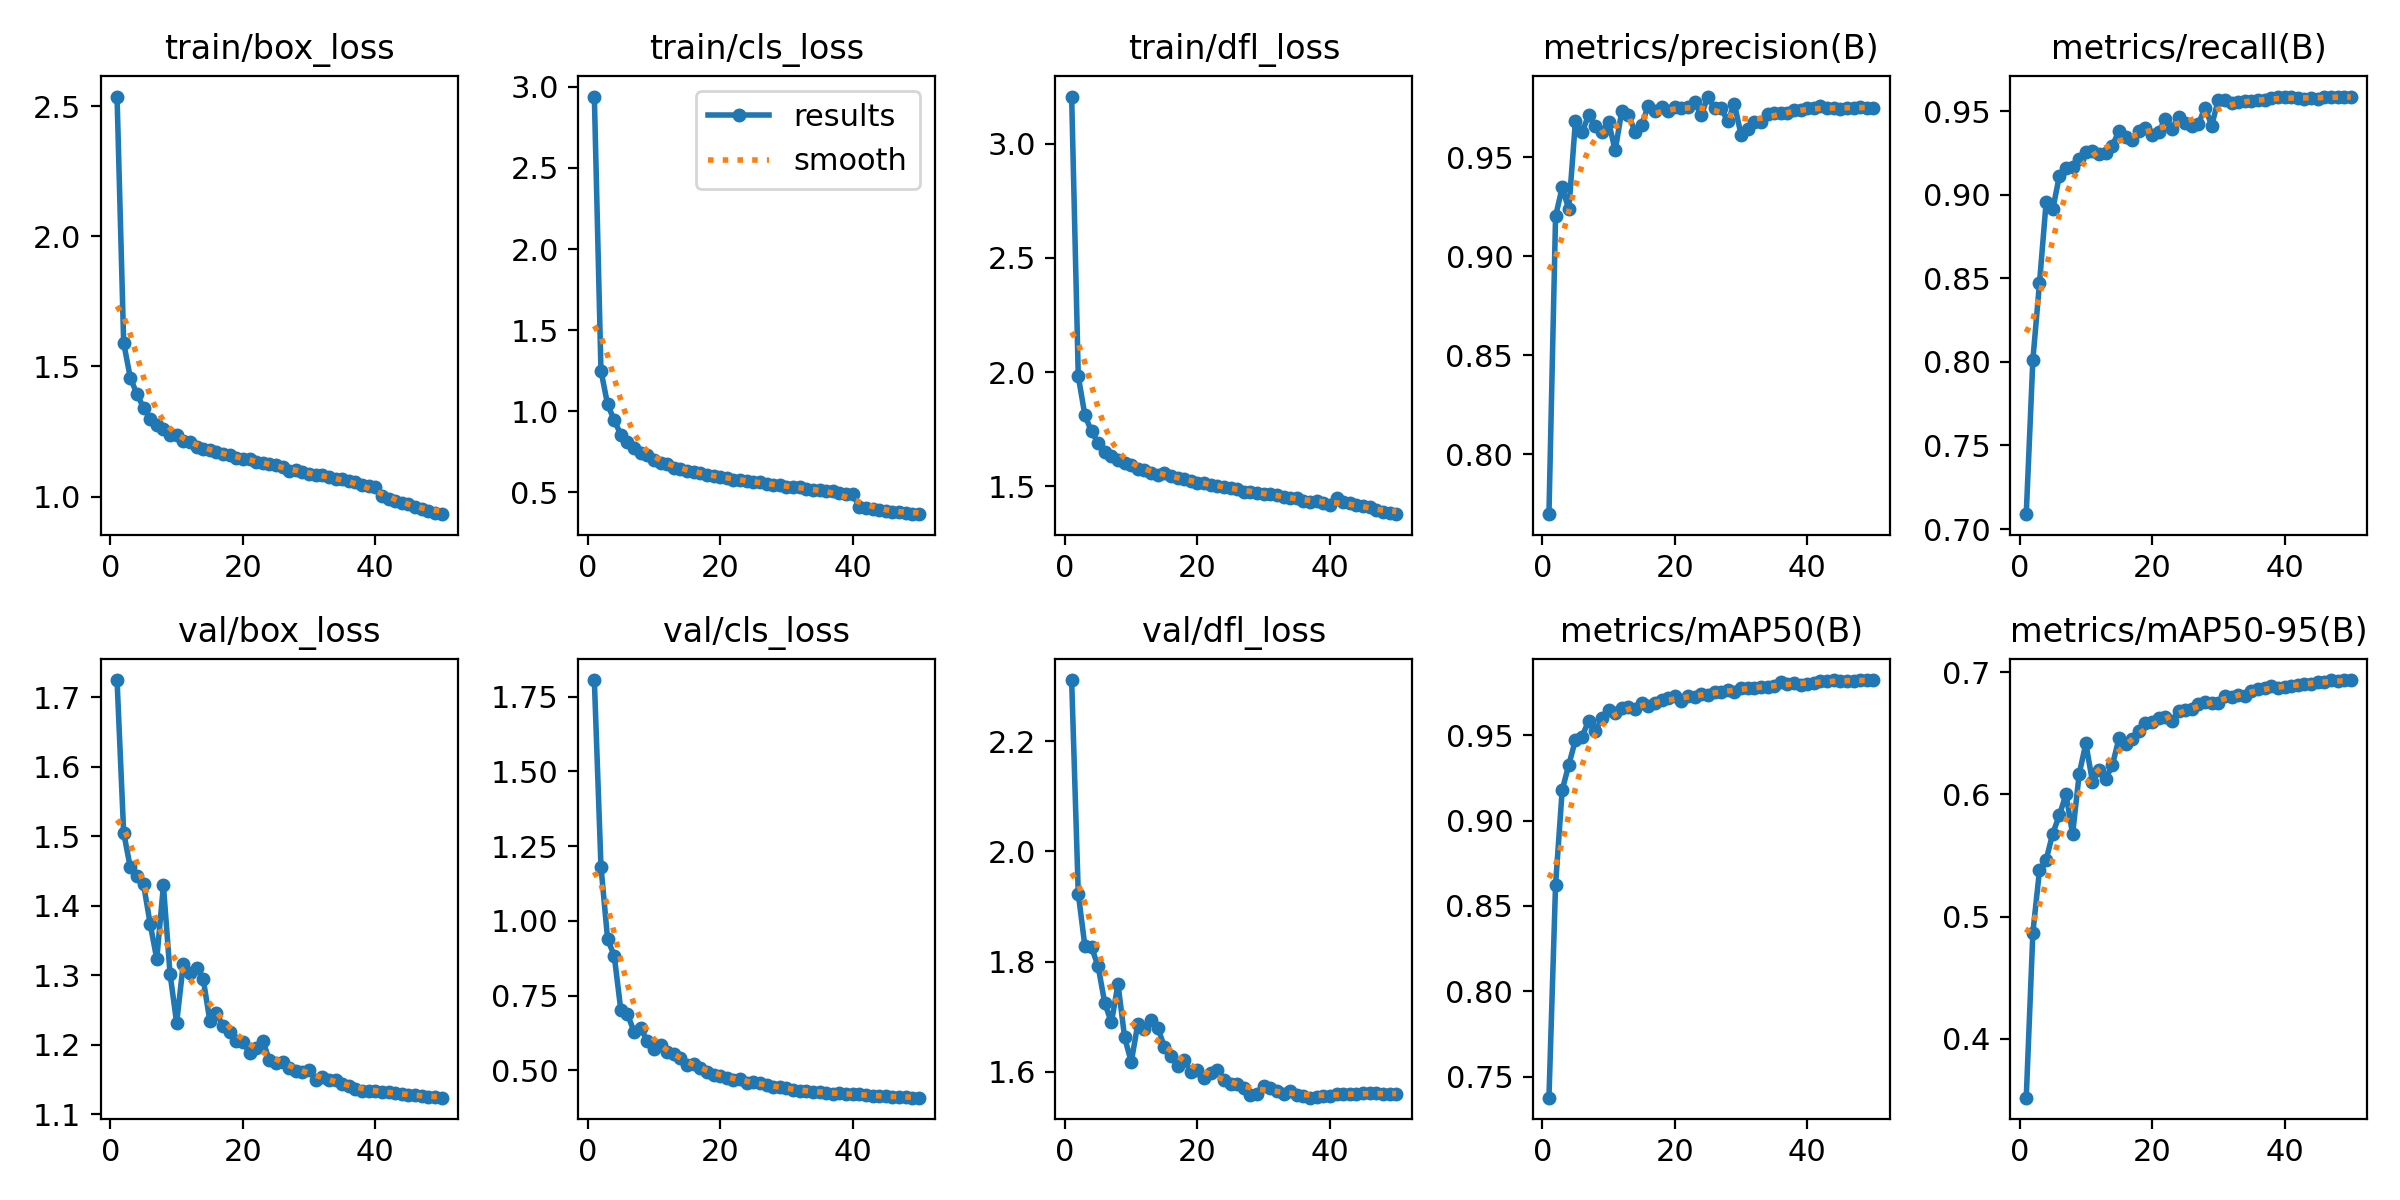 train/box_loss
2.5
2.0
1.5
1.0
0 20 40
train/cls_loss
results
smooth
3.0
2.5
2.0
1.5
1.0
0.5
0 20 40
train/dfl_loss
3.0
2.5
2.0
1.5
0 20 40
metrics/precision(B)
0.95
0.90
0.85
0.80
0 20 40
metrics/recall(B)
0.95
0.90
0.85
0.80
0.75
0.70
0 20 40
val/box_loss
1.7
1.6
1.5
1.4
1.3
1.2
1.1
0 20 40
val/cls_loss
1.75
1.50
1.25
1.00
0.75
0.50
0 20 40
val/dfl_loss
2.2
2.0
1.8
1.6
0 20 40
metrics/mAP50(B)
0.95
0.90
0.85
0.80
0.75
0 20 40
metrics/mAP50-95(B)
0.7
0.6
0.5
0.4
0 20 40